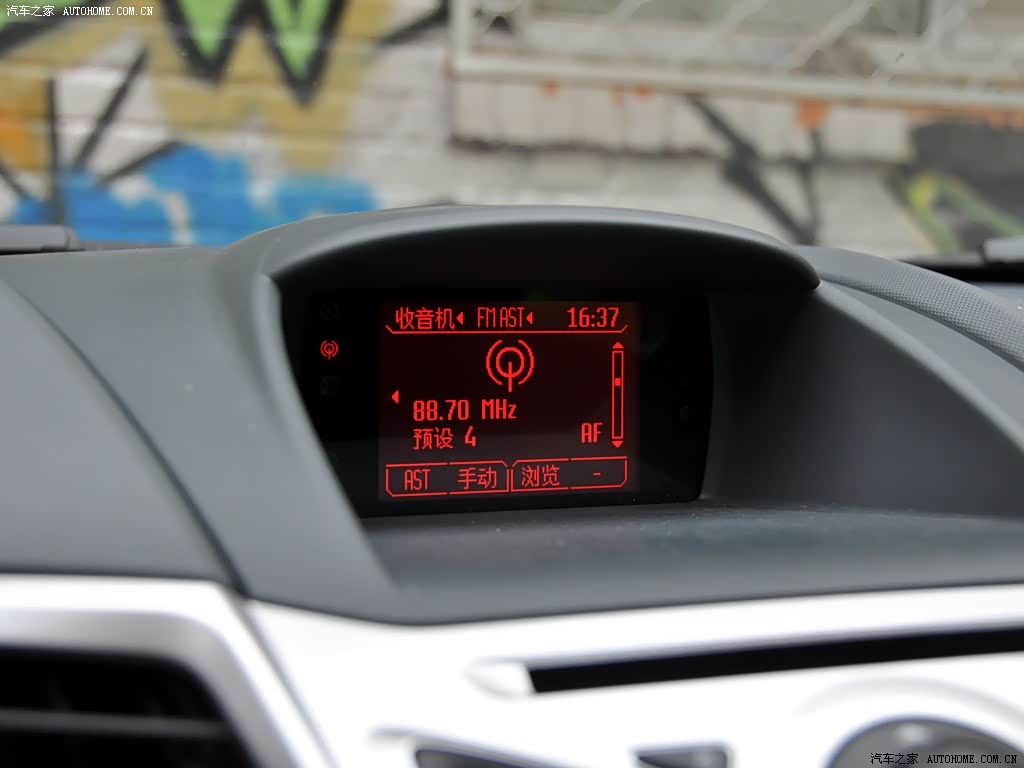 汽车之家 AUTOHOME.COM.CN
收音机 FM AST 16:37
88.70 MHz
预设 4 AF
AST 手动 浏览 -
汽车之家 AUTOHOME.COM.CN